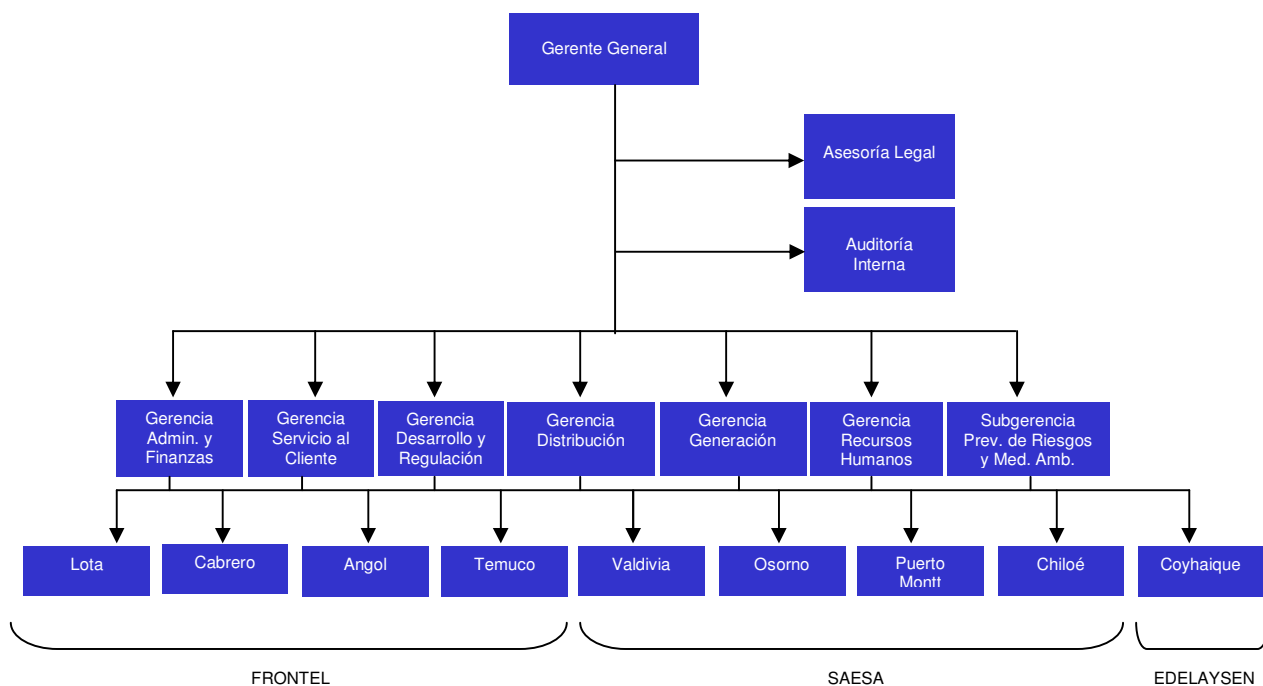 Gerente General
Asesoría Legal
Auditoría
Interna
Gerencia
Admin. y
Finanzas
Gerencia
Servicio al
Cliente
Gerencia
Desarrollo y
Regulación
Gerencia
Distribución
Gerencia
Generación
Gerencia
Recursos
Humanos
Subgerencia
Prev. de Riesgos
y Med. Amb.
Lota
Cabrero
Angol
Temuco
Valdivia
Osorno
Puerto
Montt
Chiloé
Coyhaique
FRONTEL
SAESA
EDELAYSEN